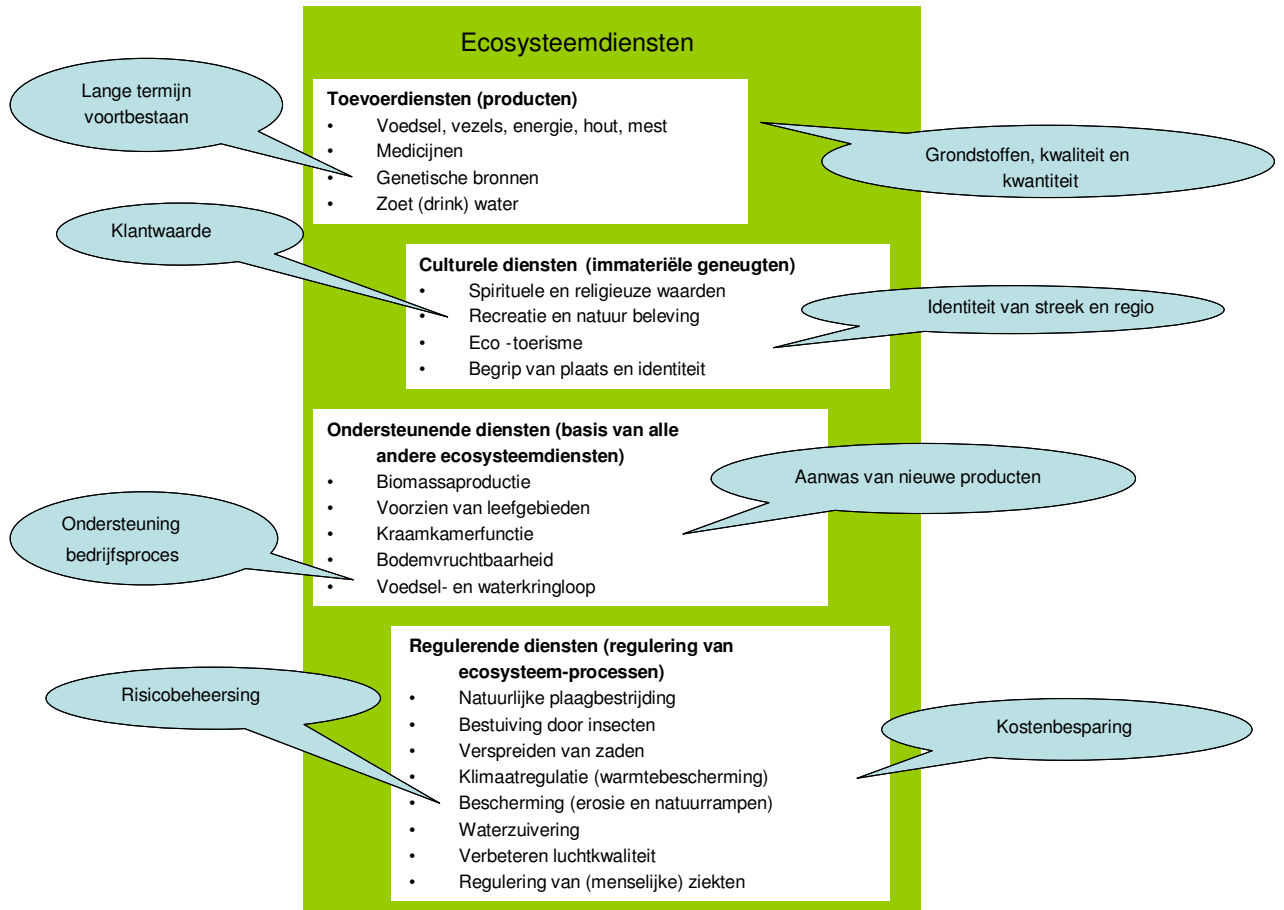 Ecosysteemdiensten
Lange termijn
voortbestaan
Toevoerdiensten (producten)
• Voedsel, vezels, energie, hout, mest
• Medicijnen
• Genetische bronnen
• Zoet (drink) water
Grondstoffen, kwaliteit en
kwantiteit
Klantwaarde
Culturele diensten (immateriële geneugten)
• Spirituele en religieuze waarden
• Recreatie en natuur beleving
• Eco -toerisme
• Begrip van plaats en identiteit
Identiteit van streek en regio
Ondersteunende diensten (basis van alle
andere ecosysteemdiensten)
• Biomassaproductie
• Voorzien van leefgebieden
• Kraamkamerfunctie
• Bodemvruchtbaarheid
• Voedsel- en waterkringloop
Aanwas van nieuwe producten
Ondersteuning
bedrijfsproces
Regulerende diensten (regulering van
ecosysteem-processen)
• Natuurlijke plaagbestrijding
• Bestuiving door insecten
• Verspreiden van zaden
• Klimaatregulatie (warmtebescherming)
• Bescherming (erosie en natuurrampen)
• Waterzuivering
• Verbeteren luchtkwaliteit
• Regulering van (menselijke) ziekten
Risicobeheersing
Kostenbesparing